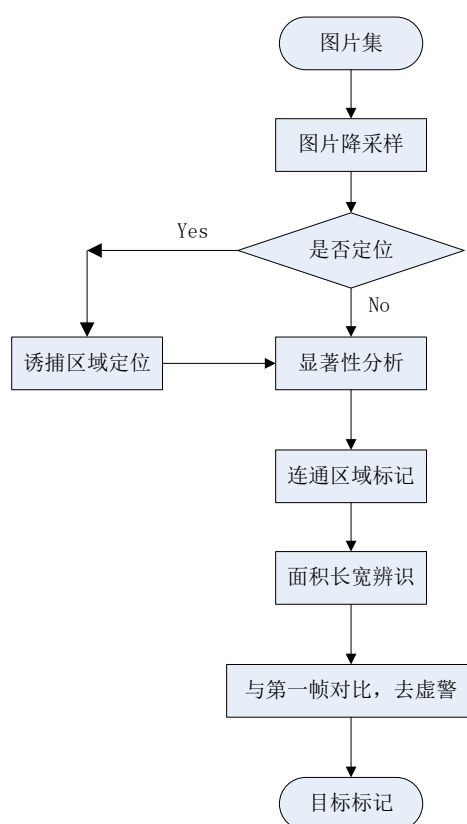 图片集
图片降采样
是否定位
Yes
No
诱捕区域定位
显著性分析
连通区域标记
面积长宽辨识
与第一帧对比，去虚警
目标标记